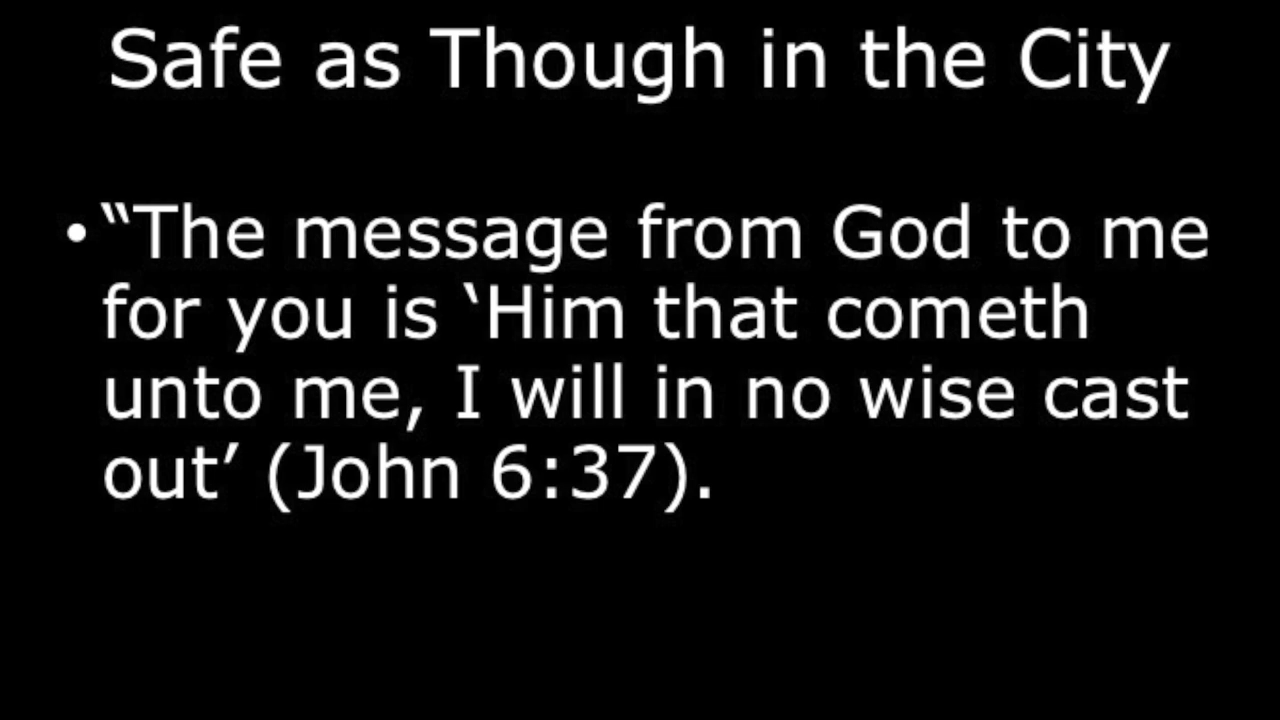 Safe as Though in the City
• “The message from God to me
for you is ‘Him that cometh
unto me, I will in no wise cast
out’ (John 6:37).